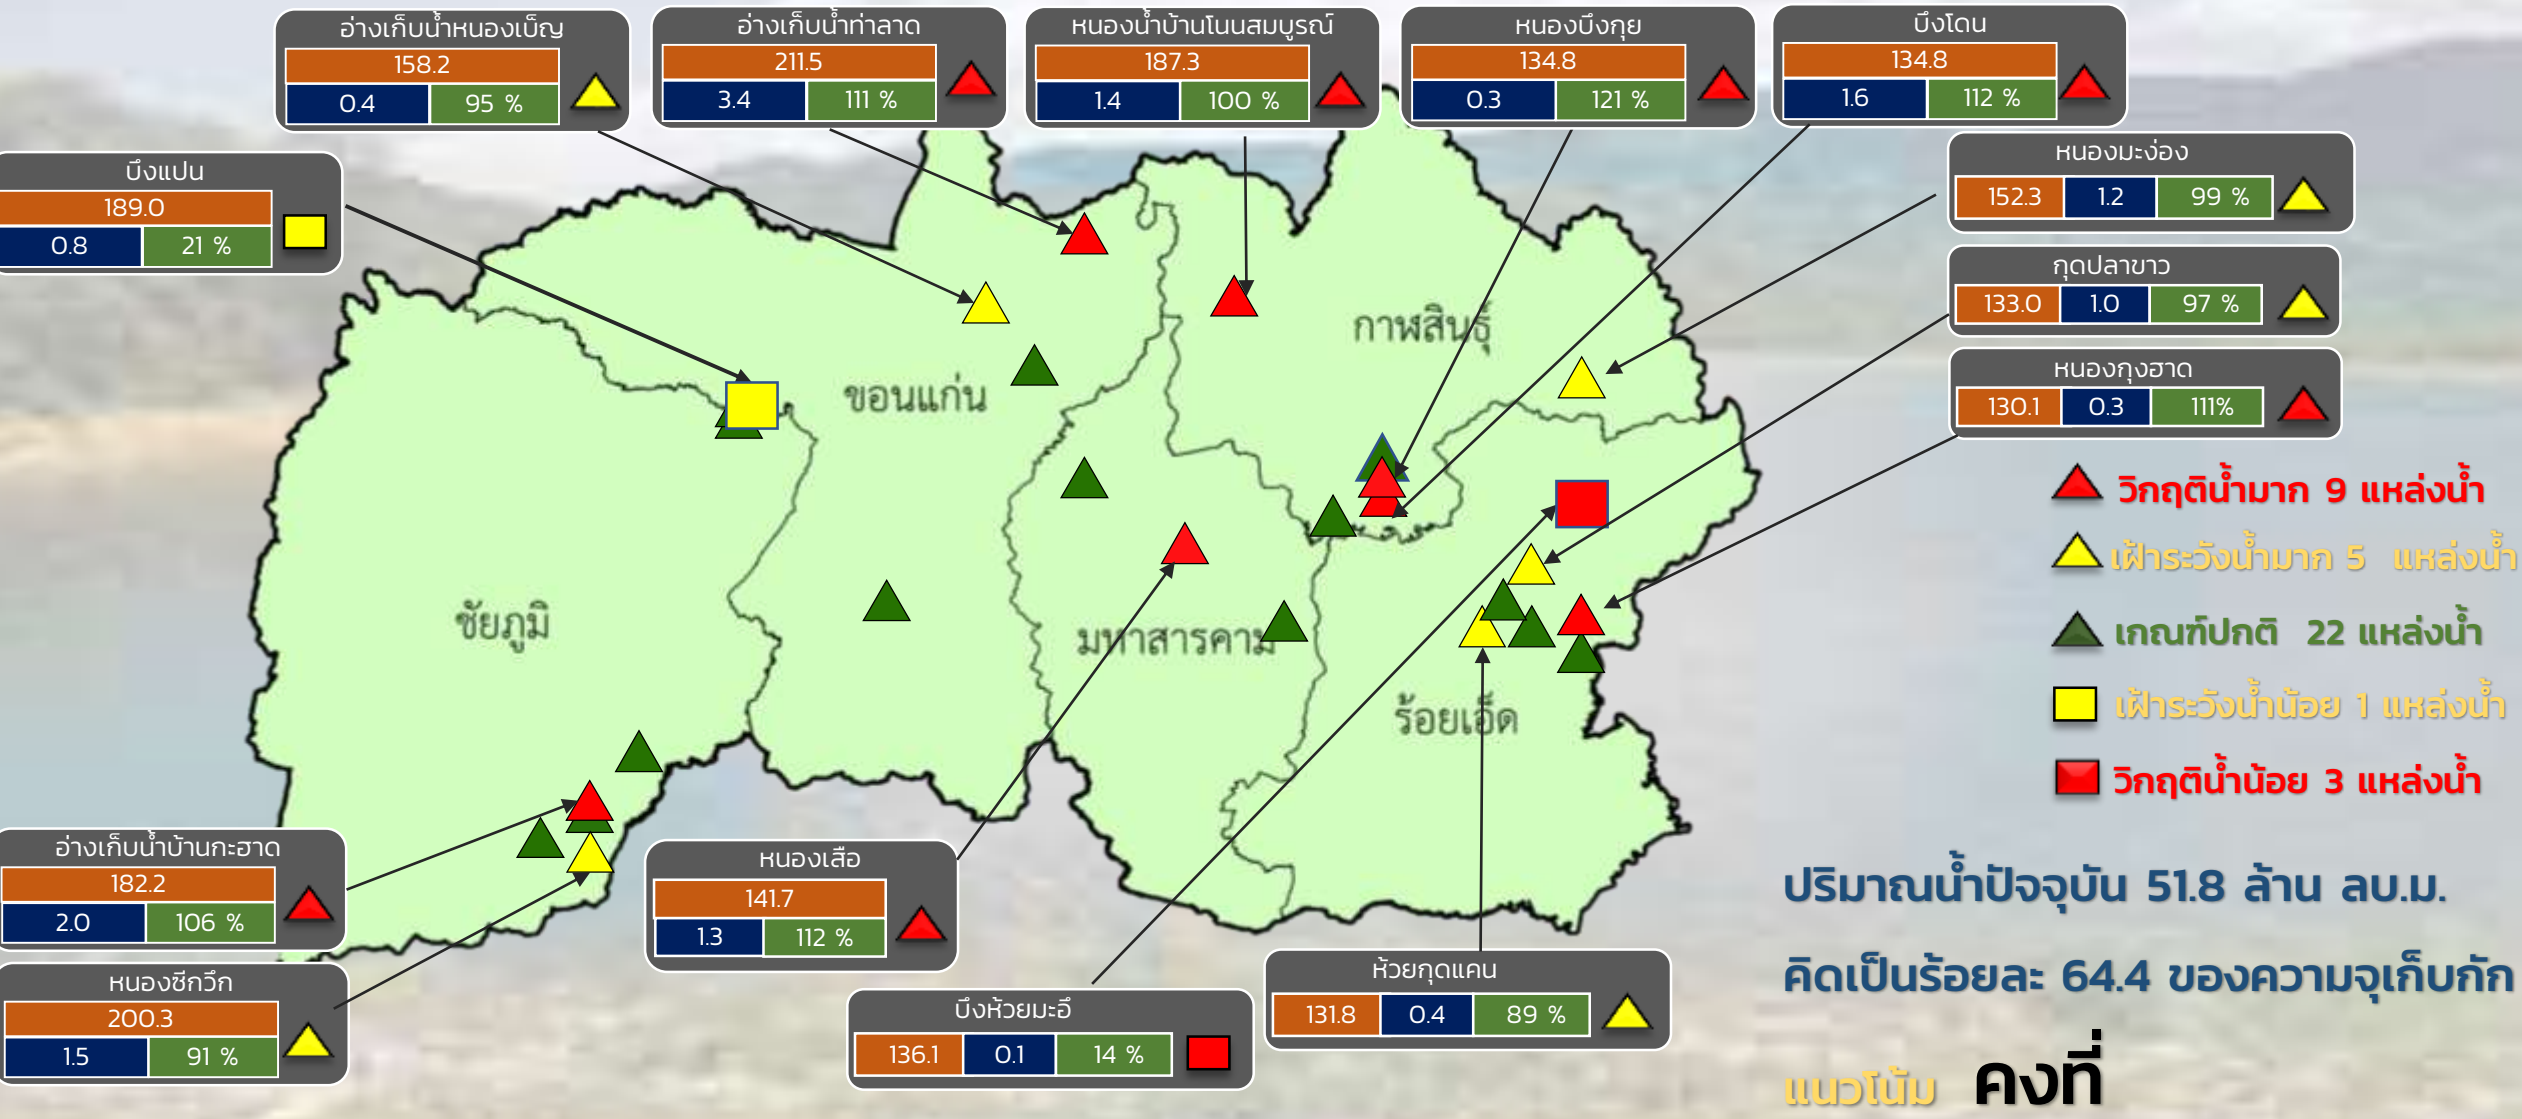 อ่างเก็บน้ำหนองเบ็ญ
158.2
0.4 95 %
อ่างเก็บน้ำท่าลาด
211.5
3.4 111 %
หนองน้ำบ้านโนนสมบูรณ์
187.3
1.4 100 %
หนองบึงกุย
134.8
0.3 121 %
บึงโดน
134.8
1.6 112 %
บึงแปน
189.0
0.8 21 %
หนองมะง่อง
152.3 1.2 99 %
กุดปลาขาว
133.0 1.0 97 %
หนองกุงฮาด
130.1 0.3 111%
กาฬสินธุ์
ขอนแก่น
ชัยภูมิ
มหาสารคาม
ร้อยเอ็ด
วิกฤติน้ำมาก 9 แหล่งน้ำ
เฝ้าระวังน้ำมาก 5 แหล่งน้ำ
เกณฑ์ปกติ 22 แหล่งน้ำ
เฝ้าระวังน้ำน้อย 1 แหล่งน้ำ
วิกฤติน้ำน้อย 3 แหล่งน้ำ
อ่างเก็บน้ำบ้านกะฮาด
182.2
2.0 106 %
หนองซีกวึก
200.3
1.5 91 %
หนองเสือ
141.7
1.3 112 %
บึงห้วยมะอึ
136.1 0.1 14 %
ห้วยกุดแคน
131.8 0.4 89 %
ปริมาณน้ำปัจจุบัน 51.8 ล้าน ลบ.ม.
คิดเป็นร้อยละ 64.4 ของความจุเก็บกัก
แนวโน้ม คงที่